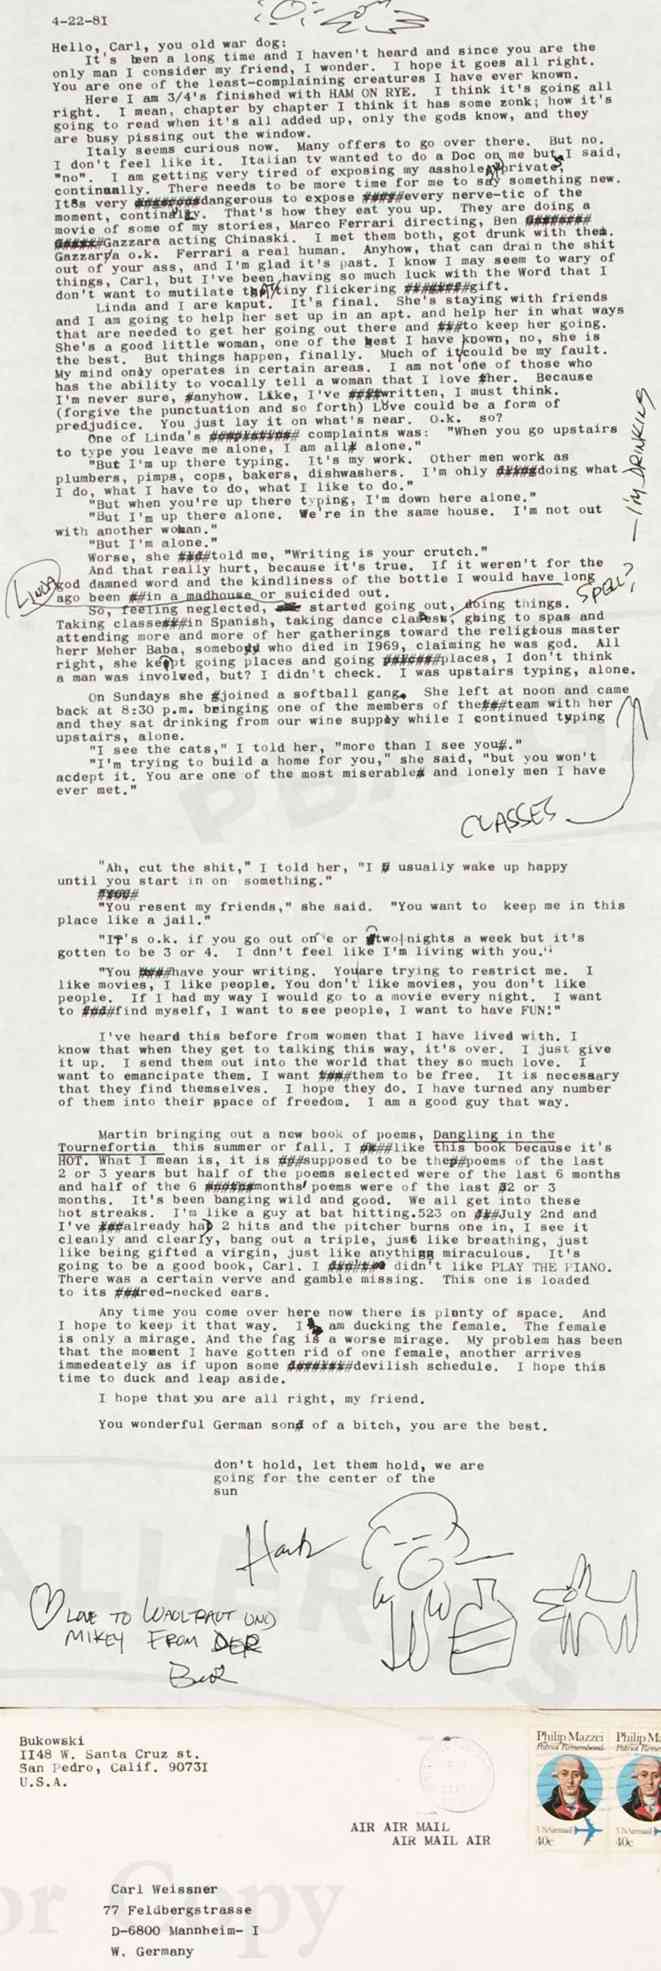 4-22-81
Hello, Carl, you old war dog:
It's been a long time and I haven't heard and since you are the
only man I consider my friend, I wonder. I hope it goes all right.
You are one of the least-complaining creatures I have ever known.
Here I am 3/4's finished with HAM ON RYE. I think it's going all
right. I mean, chapter by chapter I think it has some zonk; how it's
going to read when it's all added up, only the gods know, and they
are busy pissing out the window.
Italy seems curious now. Many offers to go over there. But no.
I don't feel like it. Italian tv wanted to do a Doc on me but I said,
"no". I am getting very tired of exposing my asshole, privates,
continually. There needs to be more time for me to say something new.
It's very dangerous to expose every nerve-tic of the
moment, continually. That's how they eat you up. They are doing a
movie of some of my stories, Marco Ferrari directing, Ben
Gazzara acting Chinaski. I met them both, got drunk with them.
Gazzara o.k. Ferrari a real human. Anyhow, that can drain the shit
out of your ass, and I'm glad it's past. I know I may seem to wary of
things, Carl, but I've been having so much luck with the Word that I
don't want to mutilate that tiny flickering gift.
Linda and I are kaput. It's final. She's staying with friends
and I am going to help her set up in an apt. and help her in what ways
that are needed to get her going out there and to keep her going.
She's a good little woman, one of the best I have known, no, she is
the best. But things happen, finally. Much of it could be my fault.
My mind only operates in certain areas. I am not one of those who
has the ability to vocally tell a woman that I love her. Because
I'm never sure, anyhow. Like, I've written, I must think.
(forgive the punctuation and so forth) Love could be a form of
predjudice. You just lay it on what's near. O.k. so?
One of Linda's complaints was: "When you go upstairs
to type you leave me alone, I am all alone."
"But I'm up there typing. It's my work. Other men work as
plumbers, pimps, cops, bakers, dishwashers. I'm only doing what
I do, what I have to do, what I like to do."
"But when you're up there typing, I'm down here alone."
"But I'm up there alone. We're in the same house. I'm not out
with another woman."
"But I'm alone."
Worse, she told me, "Writing is your crutch."
And that really hurt, because it's true. If it weren't for the
god damned word and the kindliness of the bottle I would have long
ago been in a madhouse or suicided out.
LINDA
So, feeling neglected, started going out, doing things.
SPELL?
— I'M DRINKING
Taking classes in Spanish, taking dance classes, going to spas and
attending more and more of her gatherings toward the religious master
herr Meher Baba, somebody who died in 1969, claiming he was god. All
right, she kept going places and going places, I don't think
a man was involved, but? I didn't check. I was upstairs typing, alone.
On Sundays she joined a softball gang. She left at noon and came
back at 8:30 p.m. bringing one of the members of the team with her
and they sat drinking from our wine supply while I continued typing
upstairs, alone.
"I see the cats," I told her, "more than I see you."
"I'm trying to build a home for you," she said, "but you won't
acdept it. You are one of the most miserable and lonely men I have
ever met."
CLASSES
"Ah, cut the shit," I told her, "I usually wake up happy
until you start in on something."
"You resent my friends," she said. "You want to keep me in this
place like a jail."
"It's o.k. if you go out one or two nights a week but it's
gotten to be 3 or 4. I don't feel like I'm living with you."
"You have your writing. You are trying to restrict me. I
like movies, I like people. You don't like movies, you don't like
people. If I had my way I would go to a movie every night. I want
to find myself, I want to see people, I want to have FUN!"
I've heard this before from women that I have lived with. I
know that when they get to talking this way, it's over. I just give
it up. I send them out into the world that they so much love. I
want to emancipate them. I want them to be free. It is necessary
that they find themselves. I hope they do. I have turned any number
of them into their space of freedom. I am a good guy that way.
Martin bringing out a new book of poems, Dangling in the
Tournefortia this summer or fall. I like this book because it's
HOT. What I mean is, it is supposed to be the poems of the last
2 or 3 years but half of the poems selected were of the last 6 months
and half of the 6 months' poems were of the last 2 or 3
months. It's been banging wild and good. We all get into these
hot streaks. I'm like a guy at bat hitting.523 on July 2nd and
I've already had 2 hits and the pitcher burns one in, I see it
cleanly and clearly, bang out a triple, just like breathing, just
like being gifted a virgin, just like anything miraculous. It's
going to be a good book, Carl. I didn't like PLAY THE PIANO.
There was a certain verve and gamble missing. This one is loaded
to its red-necked ears.
Any time you come over here now there is plenty of space. And
I hope to keep it that way. I am ducking the female. The female
is only a mirage. And the fag is a worse mirage. My problem has been
that the moment I have gotten rid of one female, another arrives
immedeately as if upon some devilish schedule. I hope this
time to duck and leap aside.
I hope that you are all right, my friend.
You wonderful German son of a bitch, you are the best.
don't hold, let them hold, we are
going for the center of the
sun
Hank
LOVE TO WAULTRAUT UND
MIKEY FROM DER
Bukowski
1148 W. Santa Cruz st.
San Pedro, Calif. 90731
U.S.A.
Philip Mazzei
Patriot Remembered
USAirmail
40c
Philip Ma
Patriot Rememb
USAirmail
40c
AIR AIR MAIL
AIR MAIL AIR
Carl Weissner
77 Feldbergstrasse
D-6800 Mannheim- I
W. Germany
or Copy